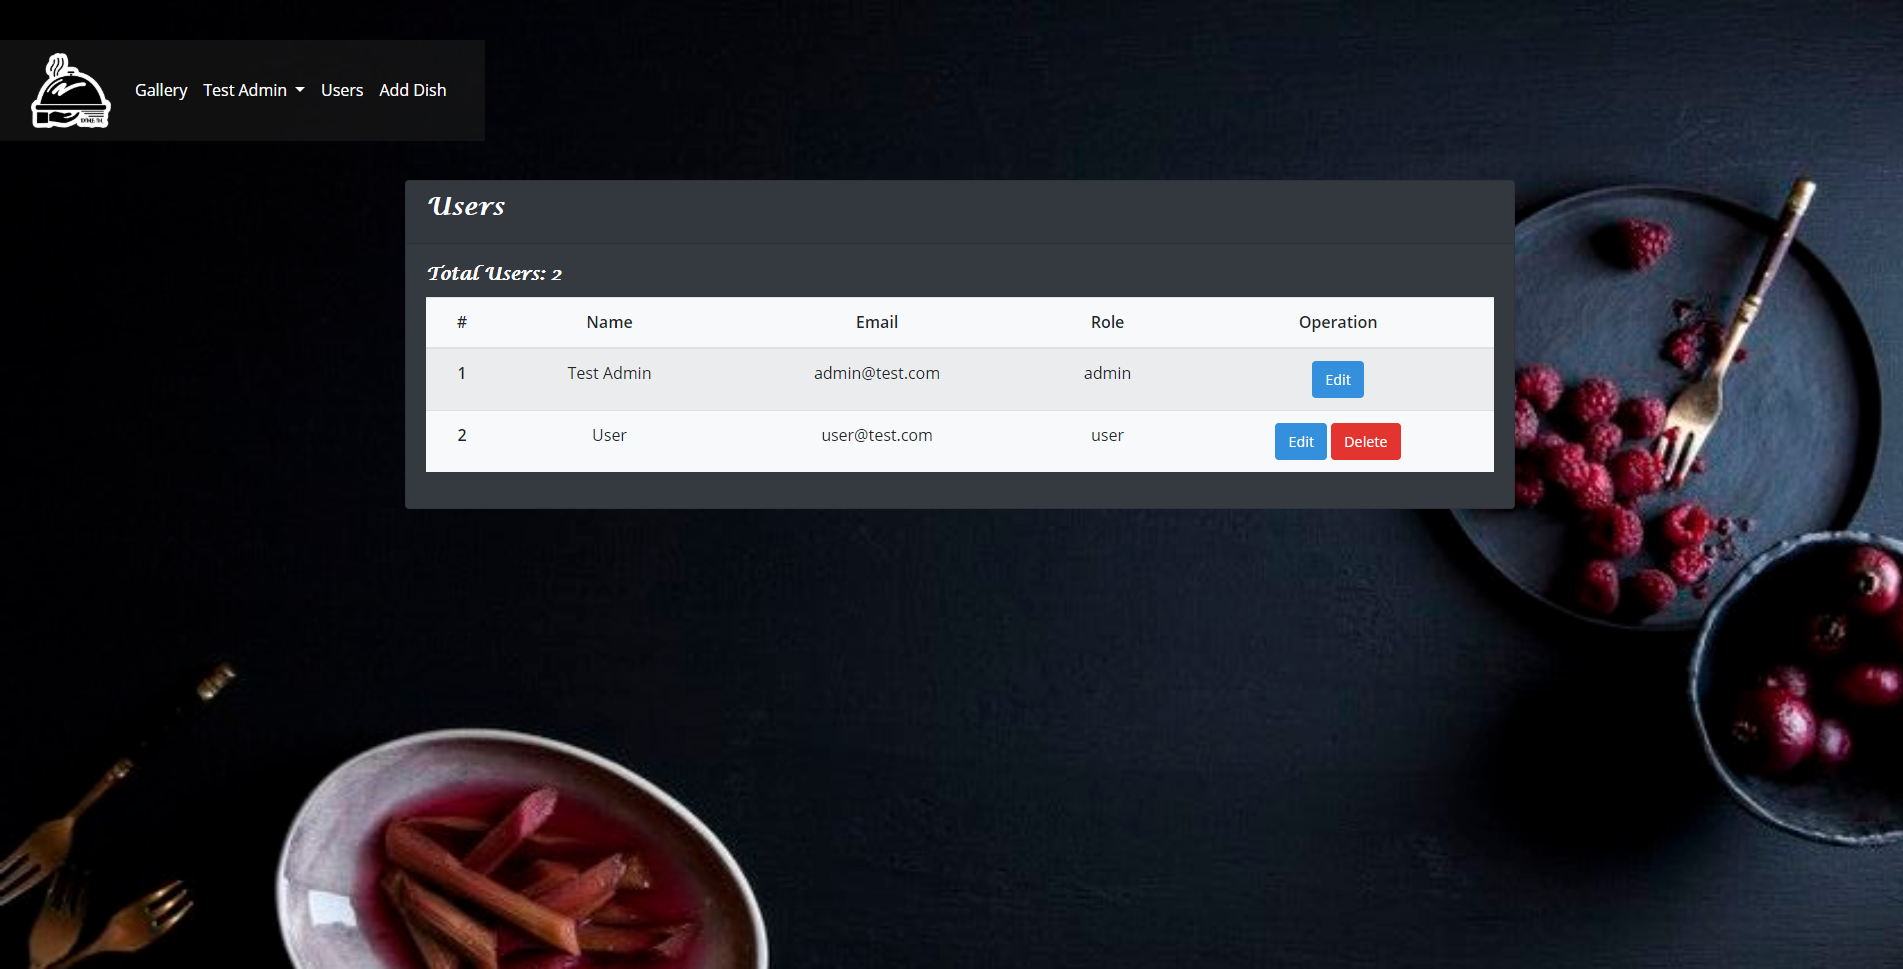 Gallery Test Admin Users Add Dish
Users
Total Users: 2
# Name Email Role Operation
1 Test Admin admin@test.com admin Edit
2 User user@test.com user Edit Delete